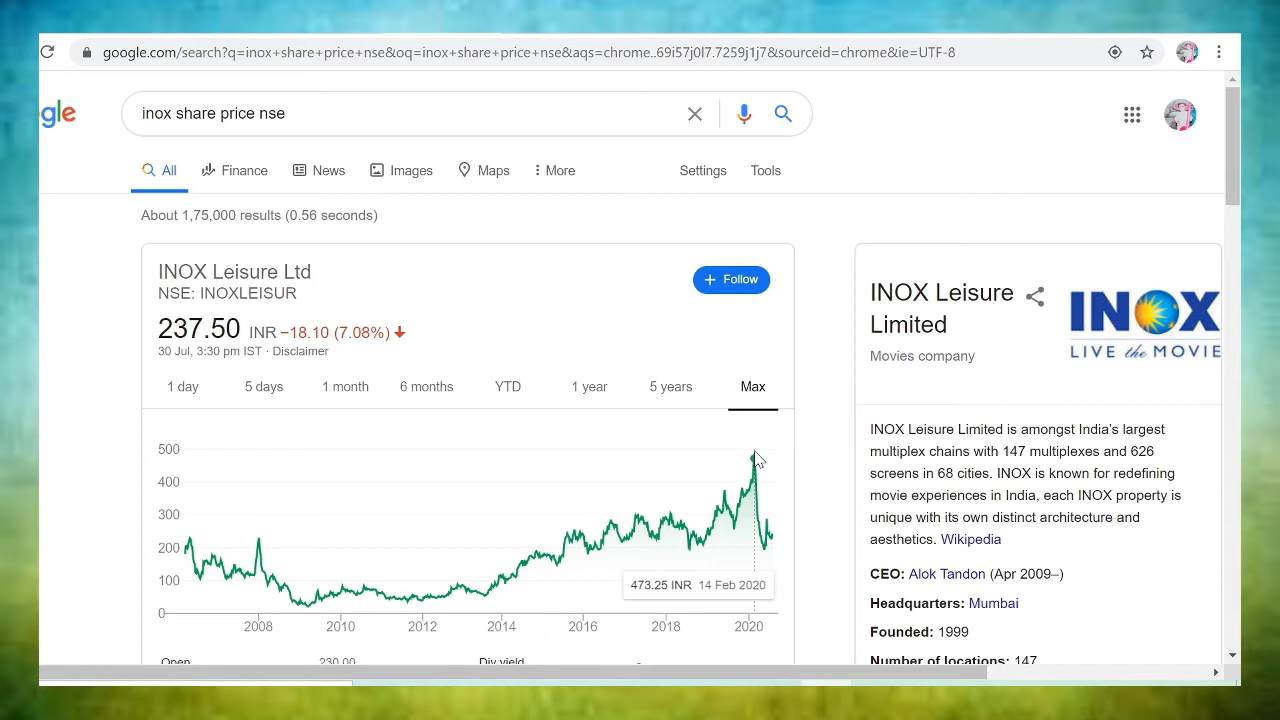 google.com/search?q=inox+share+price+nse&oq=inox+share+price+nse&aqs=chrome..69i57j0l7.7259j1j7&sourceid=chrome&ie=UTF-8
gle
inox share price nse
All Finance News Images Maps More Settings Tools
About 1,75,000 results (0.56 seconds)
INOX Leisure Ltd
NSE: INOXLEISUR
+ Follow
237.50 INR −18.10 (7.08%)
30 Jul, 3:30 pm IST · Disclaimer
1 day 5 days 1 month 6 months YTD 1 year 5 years Max
500
400
300
200
100
0
473.25 INR 14 Feb 2020
2008 2010 2012 2014 2016 2018 2020
Open 230.00 Div yield
INOX Leisure
Limited
Movies company
INOX
LIVE the MOVIE
INOX Leisure Limited is amongst India's largest
multiplex chains with 147 multiplexes and 626
screens in 68 cities. INOX is known for redefining
movie experiences in India, each INOX property is
unique with its own distinct architecture and
aesthetics. Wikipedia
CEO: Alok Tandon (Apr 2009–)
Headquarters: Mumbai
Founded: 1999
Number of locations: 147